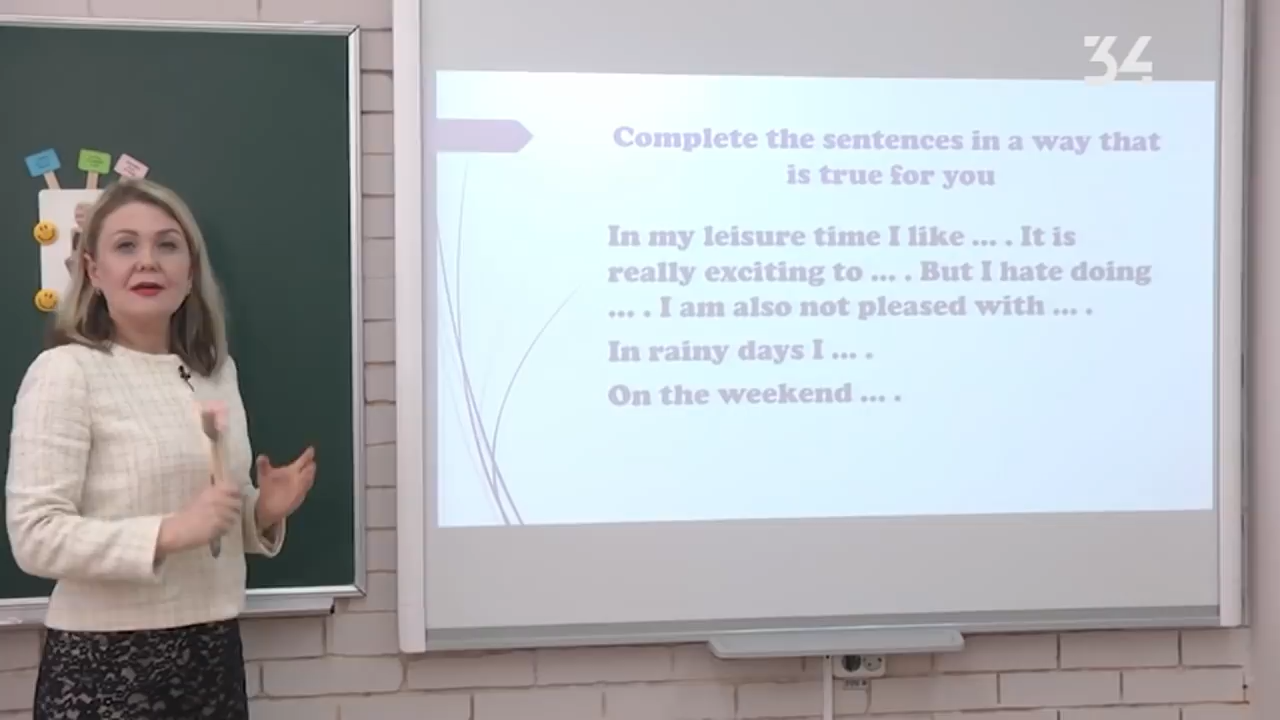 34
Complete the sentences in a way that
is true for you
In my leisure time I like ... . It is
really exciting to ... . But I hate doing
... . I am also not pleased with ... .
In rainy days I ... .
On the weekend ... .